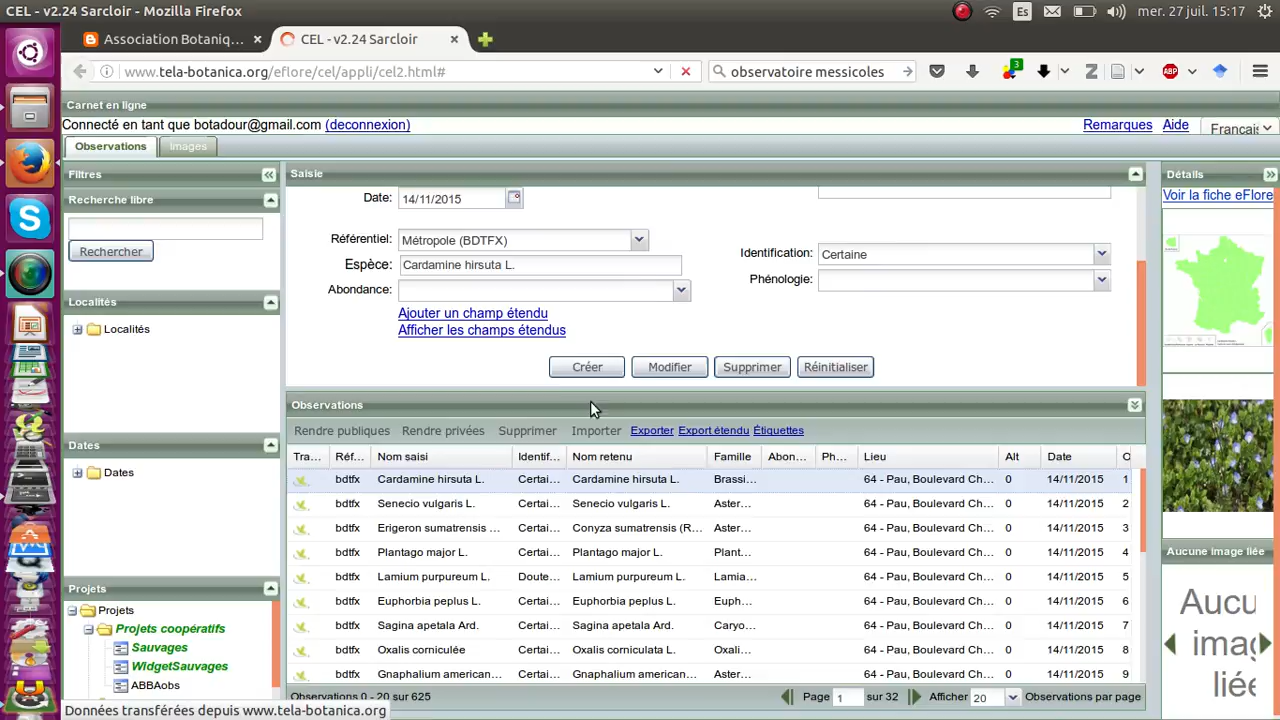 CEL - v2.24 Sarcloir - Mozilla Firefox
Es
mer. 27 juil. 15:17
Association Botaniq...
CEL - v2.24 Sarcloir
www.tela-botanica.org/eflore/cel/appli/cel2.html#
observatoire messicoles
3
ABP
Carnet en ligne
Connecté en tant que botadour@gmail.com (deconnexion)
Remarques Aide Français
Observations Images
Filtres
Recherche libre
Rechercher
Localités
Localités
Dates
Dates
Projets
Projets
Projets coopératifs
Sauvages
WidgetSauvages
ABBAobs
Saisie
Date: 14/11/2015
Référentiel: Métropole (BDTFX)
Espèce: Cardamine hirsuta L.
Abondance:
Identification: Certaine
Phénologie:
Ajouter un champ étendu
Afficher les champs étendus
Créer Modifier Supprimer Réinitialiser
Observations
Rendre publiques Rendre privées Supprimer Importer Exporter Export étendu Étiquettes
Tra... Réf... Nom saisi Identif... Nom retenu Famille Abon... Ph... Lieu Alt Date O
bdtfx Cardamine hirsuta L. Certai... Cardamine hirsuta L. Brassi... 64 - Pau, Boulevard Ch... 0 14/11/2015 1
bdtfx Senecio vulgaris L. Certai... Senecio vulgaris L. Aster... 64 - Pau, Boulevard Ch... 0 14/11/2015 2
bdtfx Erigeron sumatrensis ... Certai... Conyza sumatrensis (R... Aster... 64 - Pau, Boulevard Ch... 0 14/11/2015 3
bdtfx Plantago major L. Certai... Plantago major L. Plant... 64 - Pau, Boulevard Ch... 0 14/11/2015 4
bdtfx Lamium purpureum L. Doute... Lamium purpureum L. Lamia... 64 - Pau, Boulevard Ch... 0 14/11/2015 5
bdtfx Euphorbia peplus L. Certai... Euphorbia peplus L. Euph... 64 - Pau, Boulevard Ch... 0 14/11/2015 6
bdtfx Sagina apetala Ard. Certai... Sagina apetala Ard. Caryo... 64 - Pau, Boulevard Ch... 0 14/11/2015 7
bdtfx Oxalis corniculée Certai... Oxalis corniculata L. Oxali... 64 - Pau, Boulevard Ch... 0 14/11/2015 8
bdtfx Gnaphalium american... Certai... Gnaphalium american... Aster... 64 - Pau, Boulevard Ch... 0 14/11/2015 9
Observations 0 - 20 sur 625
Page 1 sur 32 Afficher 20 Observations par page
Détails
Voir la fiche eFlore
Aucune image liée
Aucu
imag
liée
Données transférées depuis www.tela-botanica.org